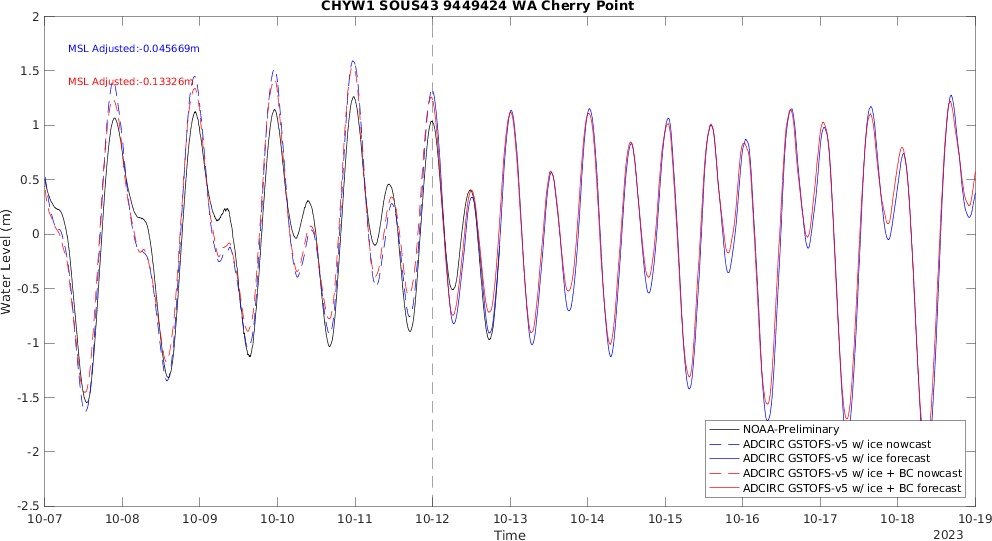 CHYW1 SOUS43 9449424 WA Cherry Point
MSL Adjusted:-0.045669m
MSL Adjusted:-0.13326m
Water Level (m)
2
1.5
1
0.5
0
-0.5
-1
-1.5
-2
-2.5
NOAA-Preliminary
ADCIRC GSTOFS-v5 w/ ice nowcast
ADCIRC GSTOFS-v5 w/ ice forecast
ADCIRC GSTOFS-v5 w/ ice + BC nowcast
ADCIRC GSTOFS-v5 w/ ice + BC forecast
10-07 10-08 10-09 10-10 10-11 10-12 10-13 10-14 10-15 10-16 10-17 10-18 10-19
Time
2023